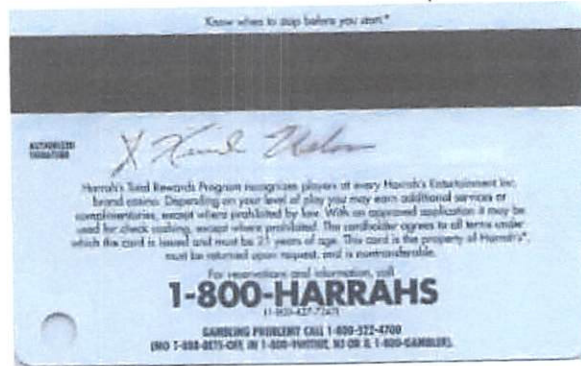 Know when to stop before you start.®
AUTHORIZED
SIGNATURE
X
Harrah's Total Rewards Program recognizes players at every Harrah's Entertainment Inc.
brand casino. Depending on your level of play you may earn additional services or
complimentaries, except where prohibited by law. With an approved application it may be
used for check cashing, except where prohibited. The cardholder agrees to all terms under
which the card is issued and must be 21 years of age. This card is the property of Harrah's®,
must be returned upon request, and is nontransferable.
For reservations and information, call
1-800-HARRAHS
(1-800-427-7247)
GAMBLING PROBLEM? CALL 1-800-522-4700
(MO 1-888-BETS-OFF, IN 1-800-994-8448, NJ OR IL 1-800-GAMBLER).